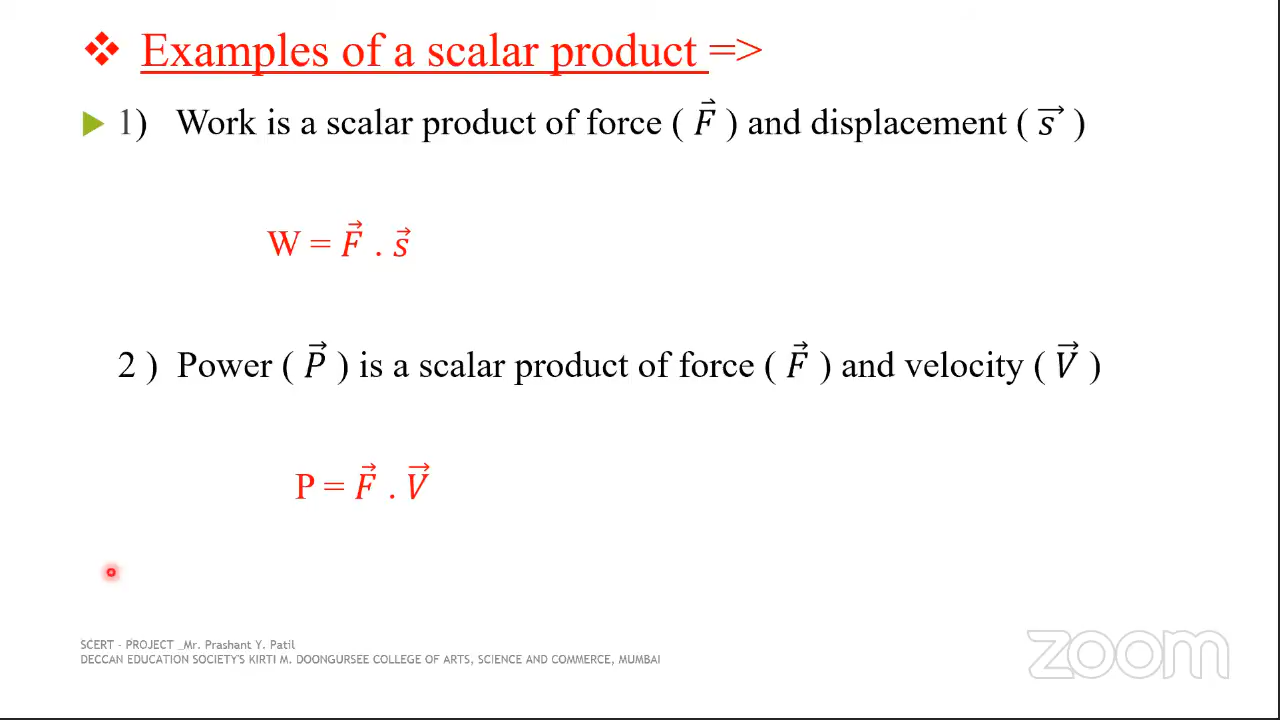 ❖ Examples of a scalar product =>
1) Work is a scalar product of force ( F⃗ ) and displacement ( s⃗ )
W = F⃗ . s⃗
2 ) Power ( P⃗ ) is a scalar product of force ( F⃗ ) and velocity ( V⃗ )
P = F⃗ . V⃗
SCERT - PROJECT _Mr. Prashant Y. Patil
DECCAN EDUCATION SOCIETY'S KIRTI M. DOONGURSEE COLLEGE OF ARTS, SCIENCE AND COMMERCE, MUMBAI
zoom